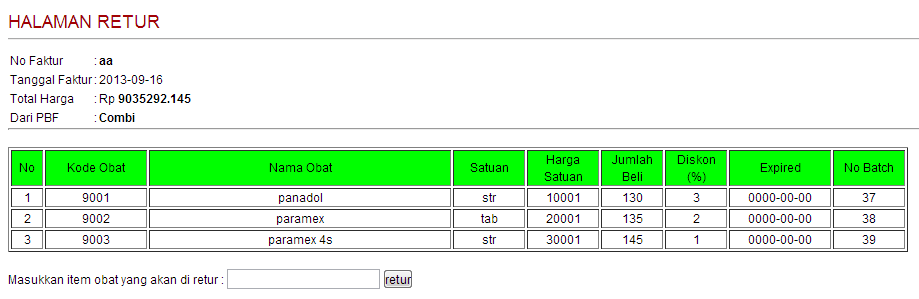 HALAMAN RETUR
No Faktur : aa
Tanggal Faktur : 2013-09-16
Total Harga : Rp 9035292.145
Dari PBF : Combi
No Kode Obat Nama Obat Satuan Harga Satuan Jumlah Beli Diskon (%) Expired No Batch
1 9001 panadol str 10001 130 3 0000-00-00 37
2 9002 paramex tab 20001 135 2 0000-00-00 38
3 9003 paramex 4s str 30001 145 1 0000-00-00 39
Masukkan item obat yang akan di retur : retur